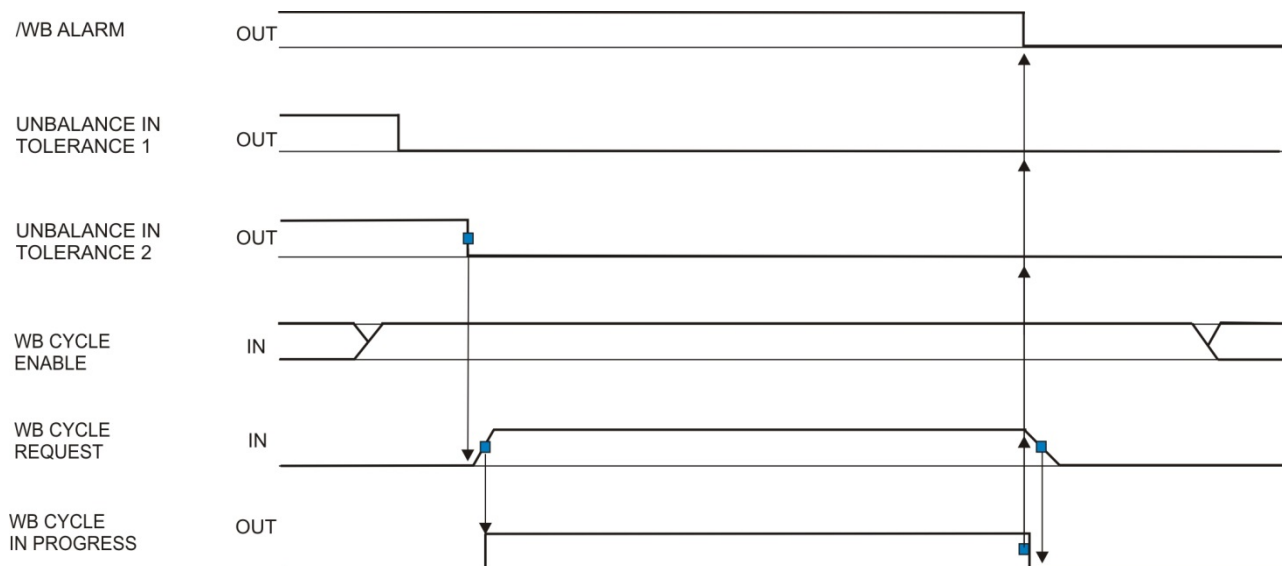 /WB ALARM OUT
UNBALANCE IN
TOLERANCE 1
OUT
UNBALANCE IN
TOLERANCE 2
OUT
WB CYCLE
ENABLE
IN
WB CYCLE
REQUEST
IN
WB CYCLE
IN PROGRESS
OUT